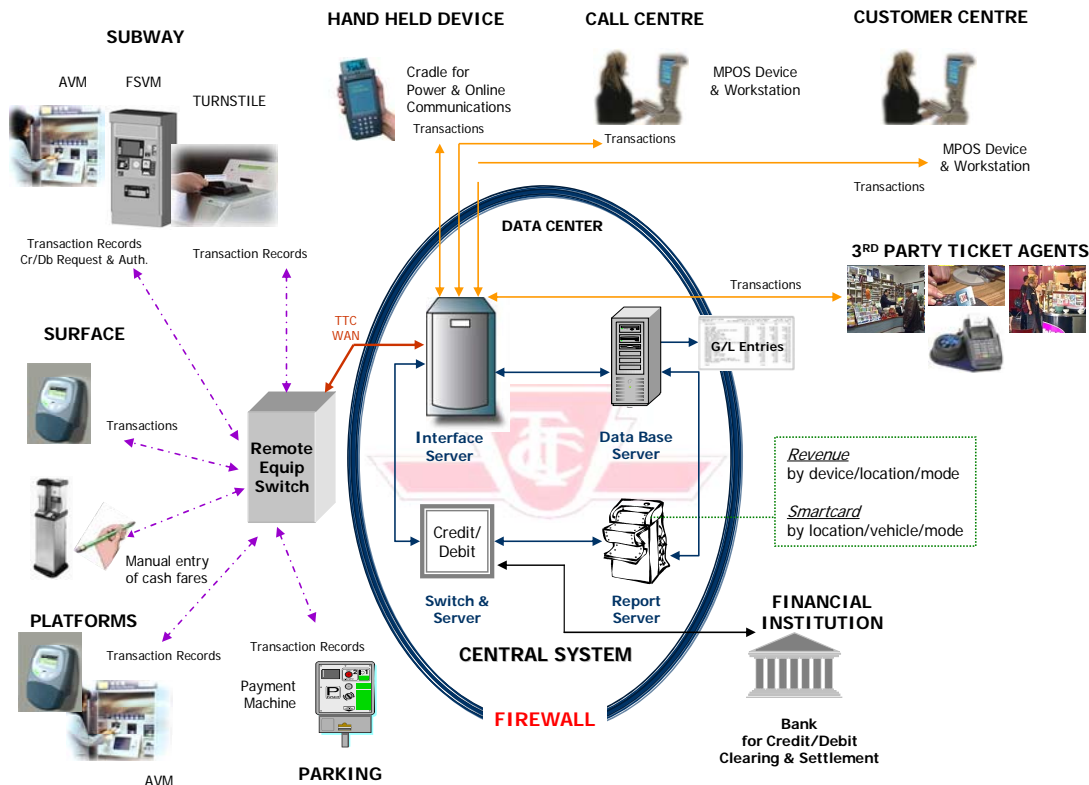 HAND HELD DEVICE
CALL CENTRE
CUSTOMER CENTRE
SUBWAY
AVM
FSVM
TURNSTILE
Cradle for
Power & Online
Communications
Transactions
MPOS Device
& Workstation
Transactions
MPOS Device
& Workstation
Transactions
DATA CENTER
Transaction Records
Cr/Db Request & Auth.
Transaction Records
3RD PARTY TICKET AGENTS
Transactions
TTC
WAN
SURFACE
G/L Entries
Transactions
Remote
Equip
Switch
Interface
Server
Data Base
Server
TTC
Revenue
by device/location/mode
Smartcard
by location/vehicle/mode
Credit/
Debit
Manual entry
of cash fares
Switch &
Server
Report
Server
FINANCIAL
INSTITUTION
PLATFORMS
Transaction Records
Transaction Records
CENTRAL SYSTEM
Payment
Machine
P
FIREWALL
Bank
for Credit/Debit
Clearing & Settlement
PARKING
AVM